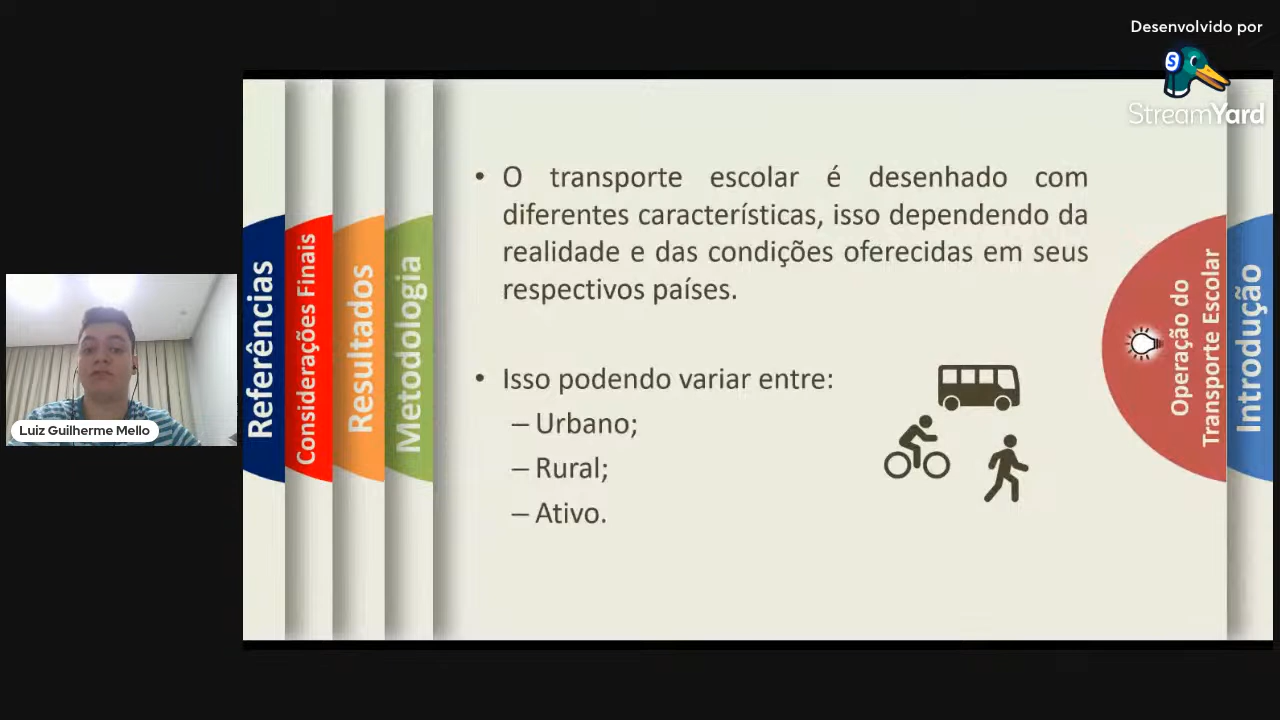 Desenvolvido por
StreamYard
Referências
Considerações Finais
Resultados
Metodologia
• O transporte escolar é desenhado com
diferentes características, isso dependendo da
realidade e das condições oferecidas em seus
respectivos países.
• Isso podendo variar entre:
– Urbano;
– Rural;
– Ativo.
Operação do
Transporte Escolar
Introdução
Luiz Guilherme Mello